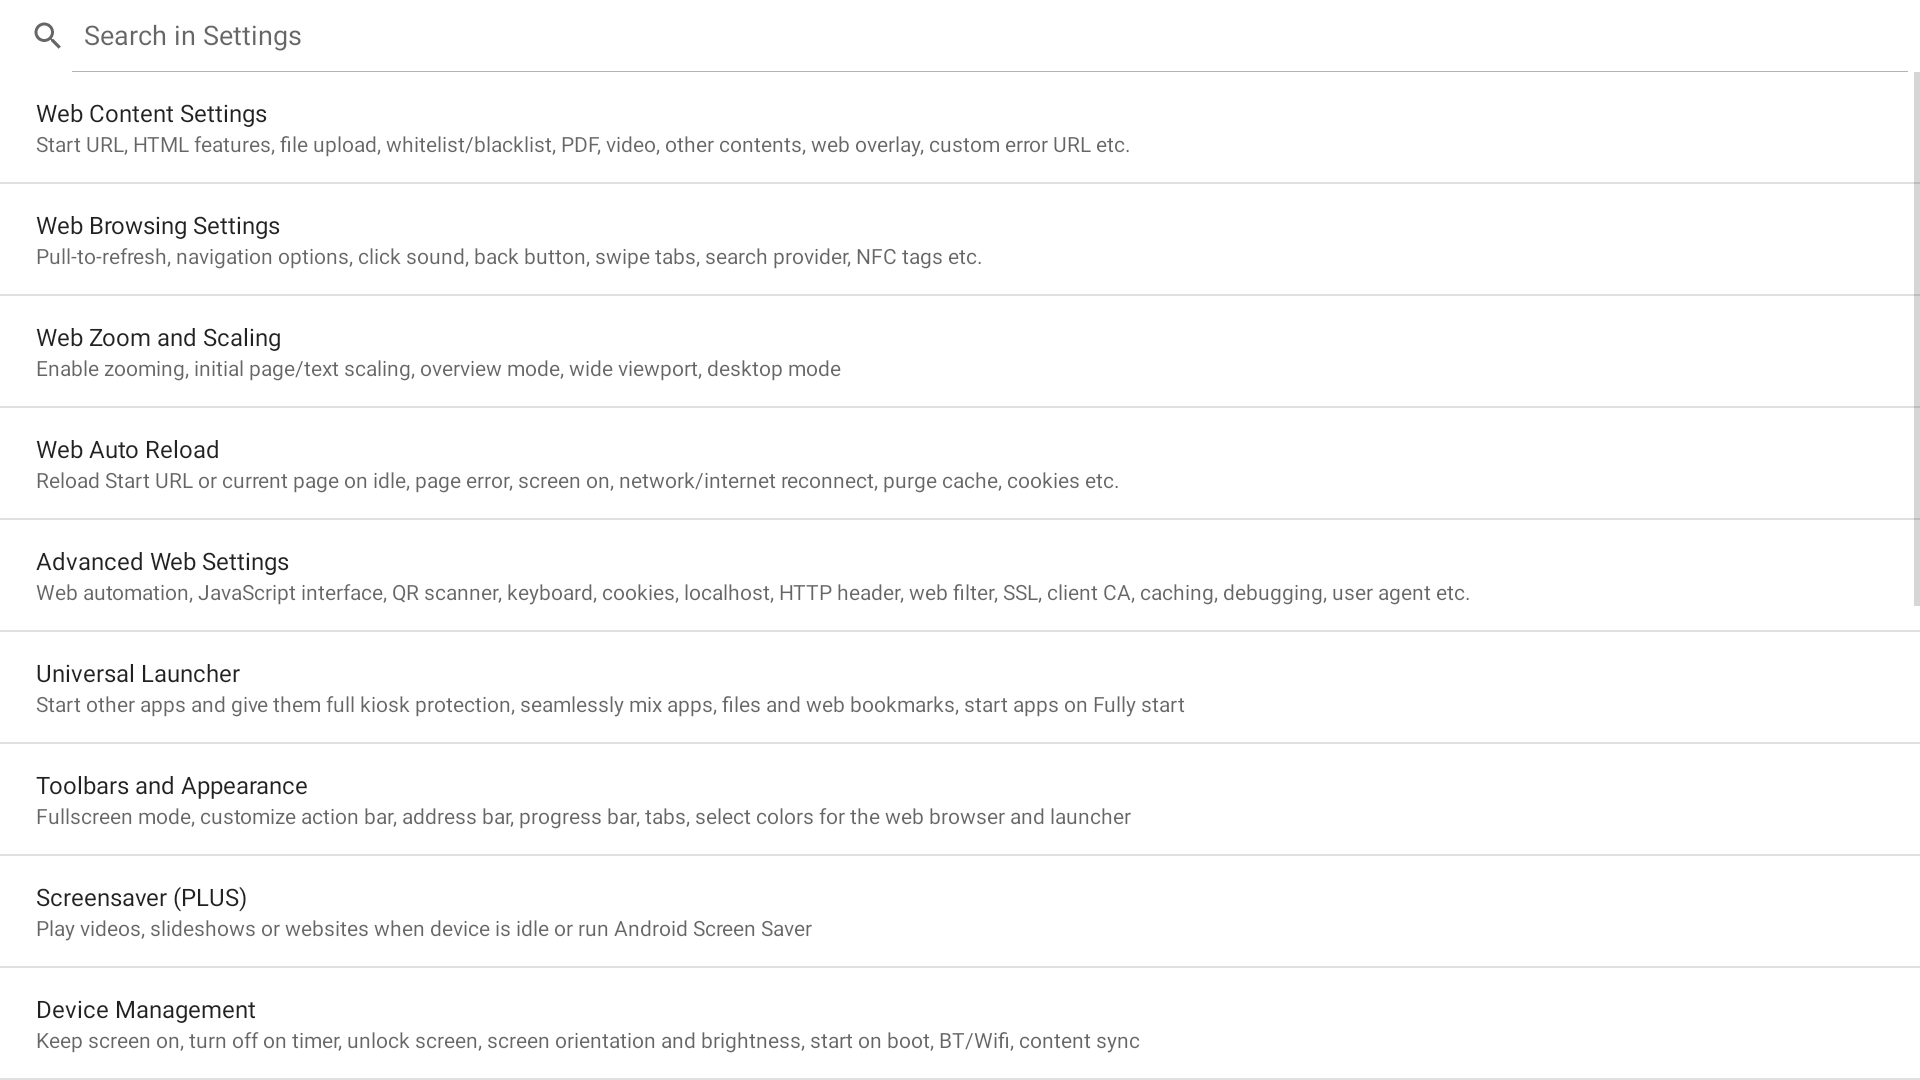 Search in Settings
Web Content Settings
Start URL, HTML features, file upload, whitelist/blacklist, PDF, video, other contents, web overlay, custom error URL etc.
Web Browsing Settings
Pull-to-refresh, navigation options, click sound, back button, swipe tabs, search provider, NFC tags etc.
Web Zoom and Scaling
Enable zooming, initial page/text scaling, overview mode, wide viewport, desktop mode
Web Auto Reload
Reload Start URL or current page on idle, page error, screen on, network/internet reconnect, purge cache, cookies etc.
Advanced Web Settings
Web automation, JavaScript interface, QR scanner, keyboard, cookies, localhost, HTTP header, web filter, SSL, client CA, caching, debugging, user agent etc.
Universal Launcher
Start other apps and give them full kiosk protection, seamlessly mix apps, files and web bookmarks, start apps on Fully start
Toolbars and Appearance
Fullscreen mode, customize action bar, address bar, progress bar, tabs, select colors for the web browser and launcher
Screensaver (PLUS)
Play videos, slideshows or websites when device is idle or run Android Screen Saver
Device Management
Keep screen on, turn off on timer, unlock screen, screen orientation and brightness, start on boot, BT/Wifi, content sync